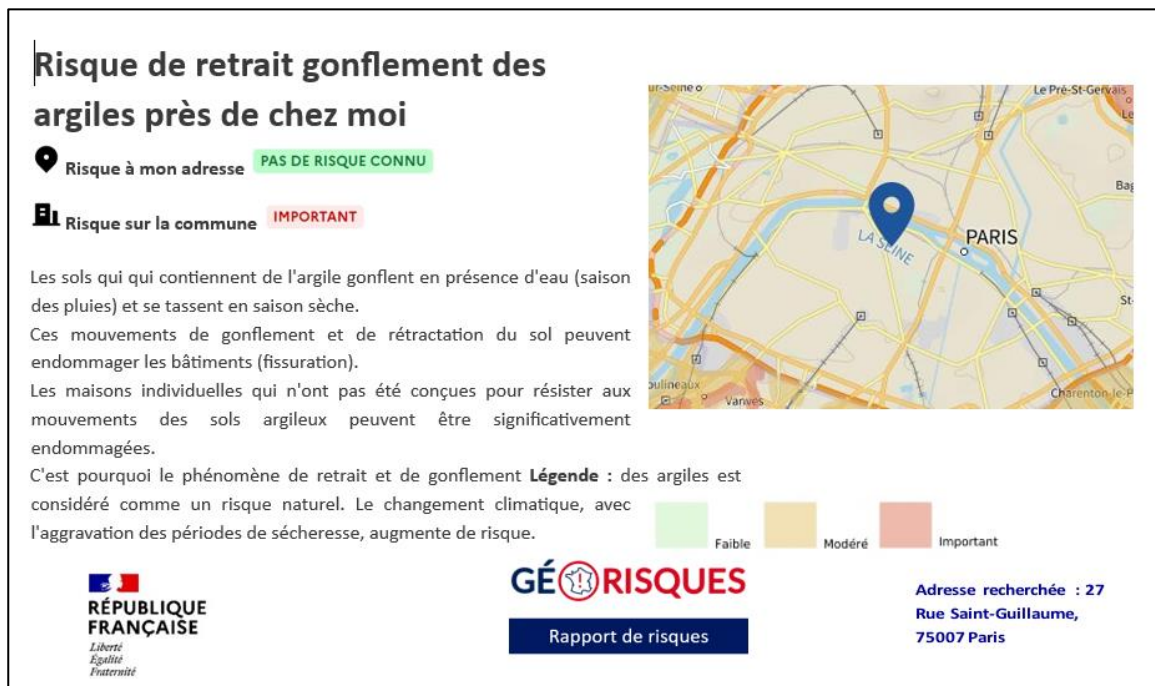 Risque de retrait gonflement des
argiles près de chez moi
Risque à mon adresse PAS DE RISQUE CONNU
Risque sur la commune IMPORTANT
Les sols qui qui contiennent de l'argile gonflent en présence d'eau (saison
des pluies) et se tassent en saison sèche.
Ces mouvements de gonflement et de rétractation du sol peuvent
endommager les bâtiments (fissuration).
Les maisons individuelles qui n'ont pas été conçues pour résister aux
mouvements des sols argileux peuvent être significativement
endommagées.
C'est pourquoi le phénomène de retrait et de gonflement Légende : des argiles est
considéré comme un risque naturel. Le changement climatique, avec
l'aggravation des périodes de sécheresse, augmente de risque.
ur-Seine
Le Pré-St-Gervais
Le
Bag
LA SEINE
PARIS
St-
oulineaux
Vanves
Charenton-le-P
Faible
Modéré
Important
RÉPUBLIQUE
FRANÇAISE
Liberté
Égalité
Fraternité
GÉORISQUES
Rapport de risques
Adresse recherchée : 27
Rue Saint-Guillaume,
75007 Paris